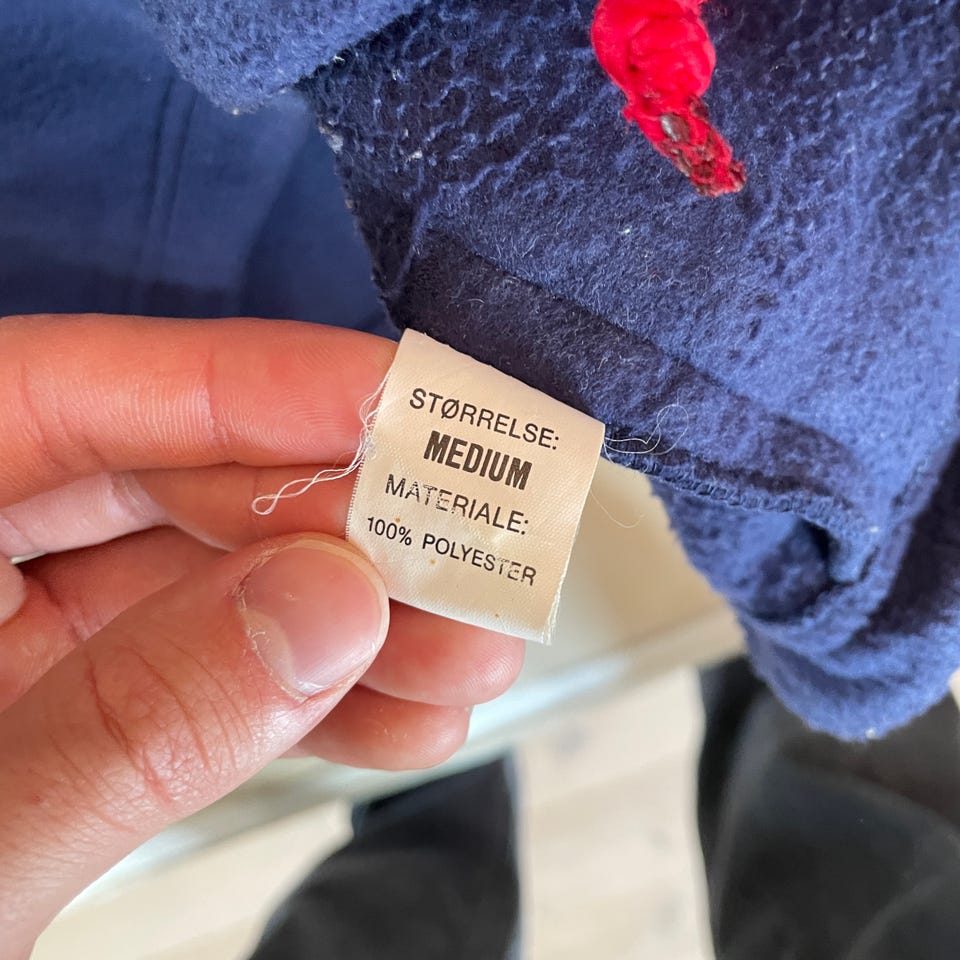 STØRRELSE:
MEDIUM
MATERIALE:
100% POLYESTER